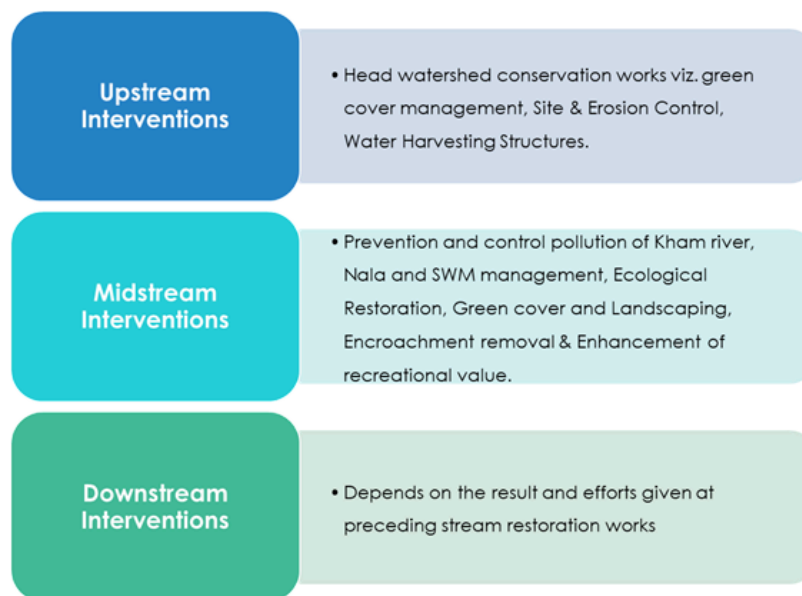 Upstream
Interventions
• Head watershed conservation works viz. green
cover management, Site & Erosion Control,
Water Harvesting Structures.
Midstream
Interventions
• Prevention and control pollution of Kham river,
Nala and SWM management, Ecological
Restoration, Green cover and Landscaping,
Encroachment removal & Enhancement of
recreational value.
Downstream
Interventions
• Depends on the result and efforts given at
preceding stream restoration works